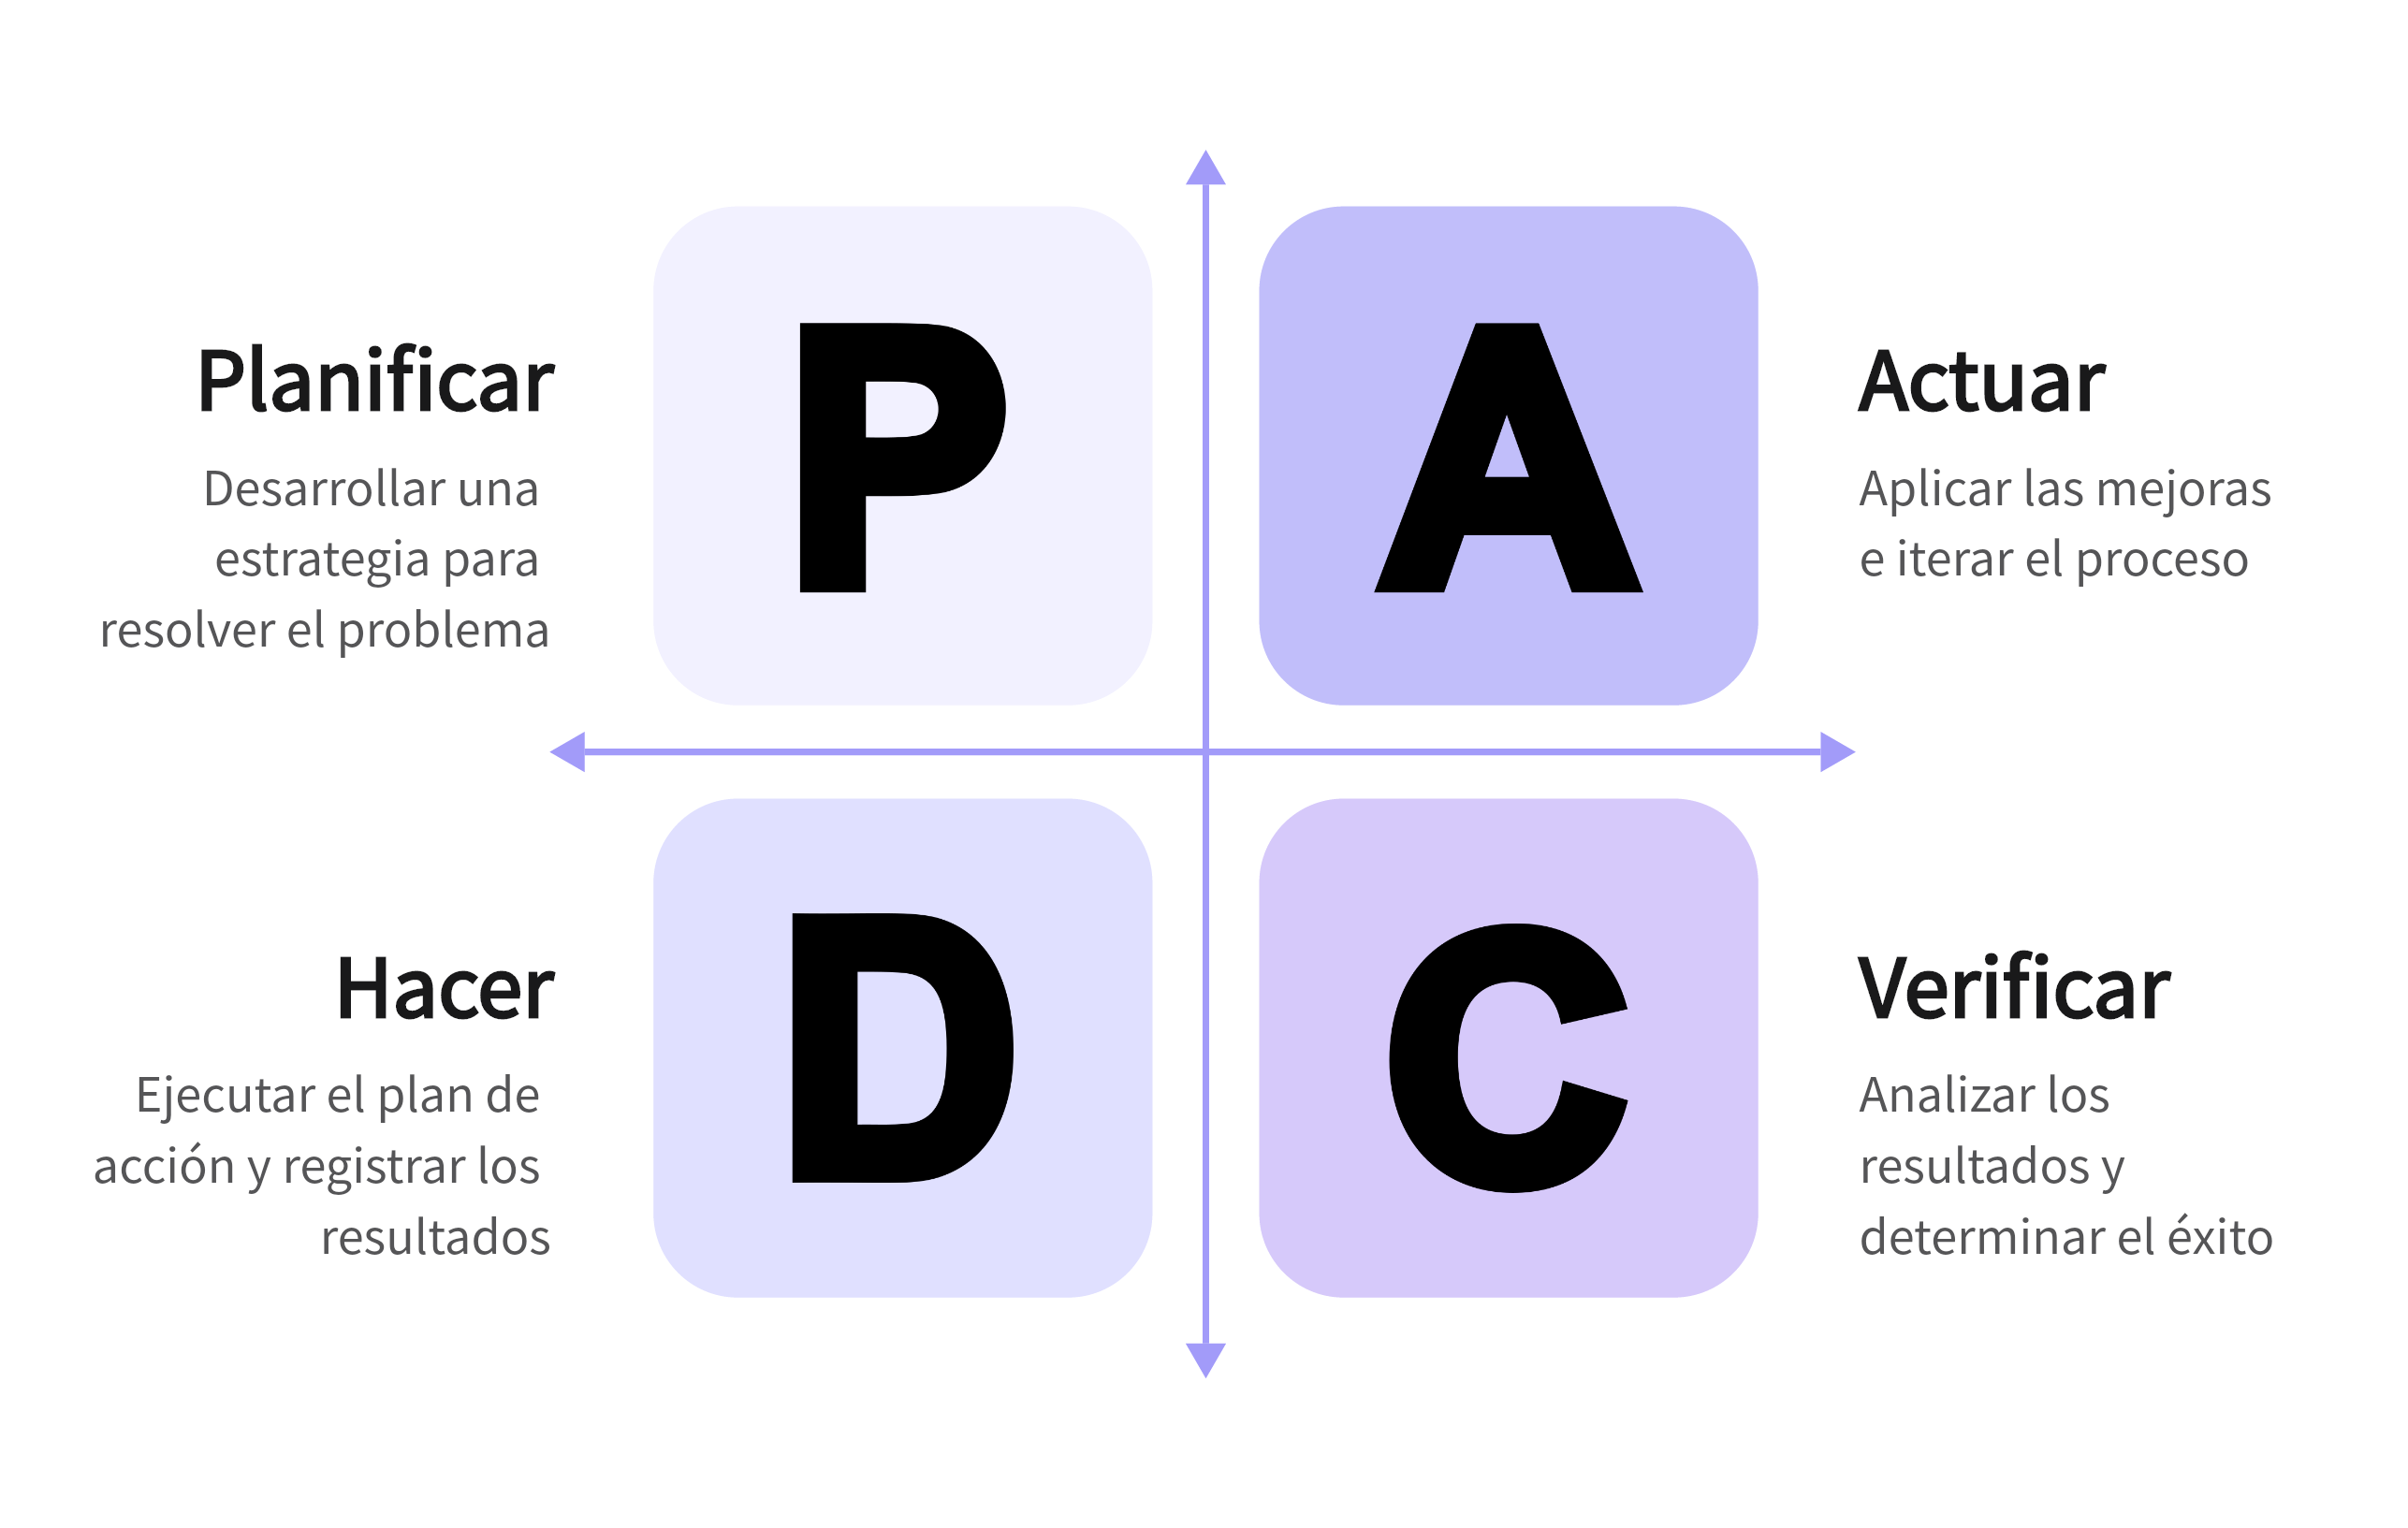 Planificar
Desarrollar una
estrategia para
resolver el problema
P
A
Actuar
Aplicar las mejoras
e iterar el proceso
Hacer
Ejecutar el plan de
acción y registrar los
resultados
D
C
Verificar
Analizar los
resultados y
determinar el éxito